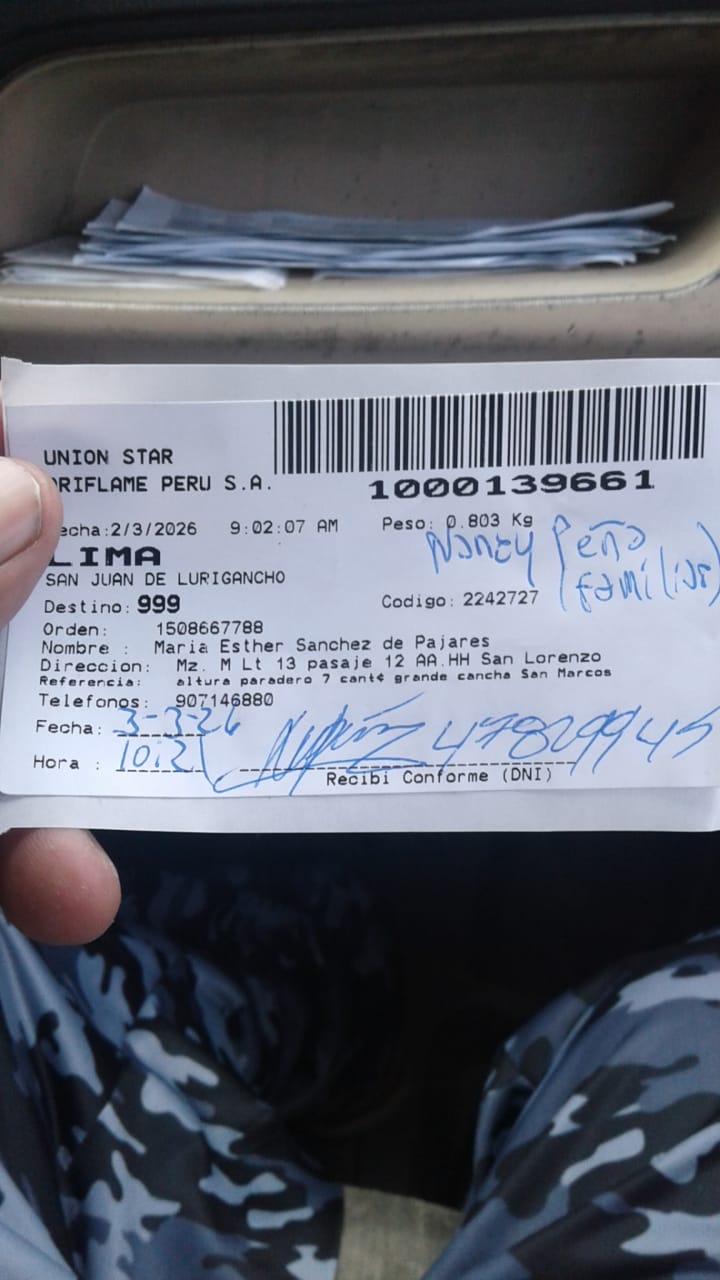 UNION STAR
ORIFLAME PERU S.A.
1000139661
echa:2/3/2026 9:02:07 AM Peso: 0.803 Kg
LIMA
Nancy Peña
(familiar)
SAN JUAN DE LURIGANCHO
Destino: 999 Codigo: 2242727
Orden: 1508667788
Nombre : Maria Esther Sanchez de Pajares
Direccion: Mz. M Lt 13 pasaje 12 AA.HH San Lorenzo
Referencia: altura paradero 7 cant¢ grande cancha San Marcos
Telefonos: 907146880
Fecha: 3-3-26
Hora : 10:21 47829945
Recibi Conforme (DNI)